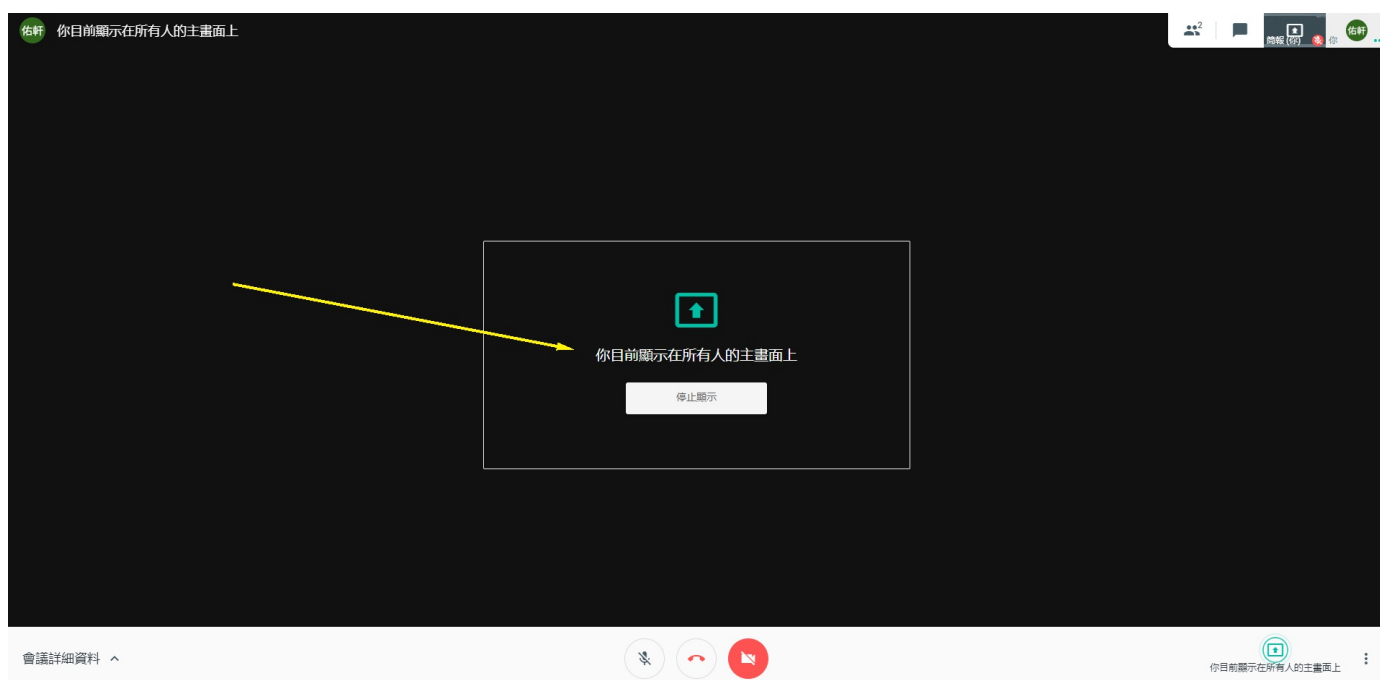 佑軒 你目前顯示在所有人的主畫面上
2
簡報 (你)
你
佑軒
你目前顯示在所有人的主畫面上
停止顯示
會議詳細資料
你目前顯示在所有人的主畫面上